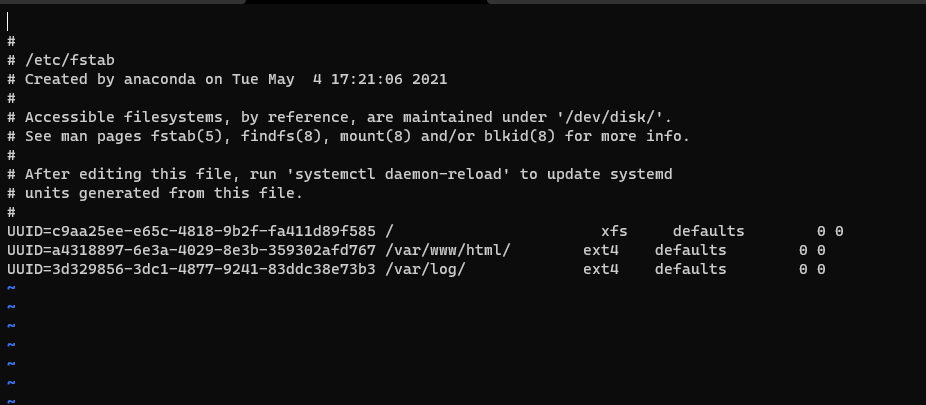 #
# /etc/fstab
# Created by anaconda on Tue May  4 17:21:06 2021
#
# Accessible filesystems, by reference, are maintained under '/dev/disk/'.
# See man pages fstab(5), findfs(8), mount(8) and/or blkid(8) for more info.
#
# After editing this file, run 'systemctl daemon-reload' to update systemd
# units generated from this file.
#
UUID=c9aa25ee-e65c-4818-9b2f-fa411d89f585 /                       xfs     defaults        0 0
UUID=a4318897-6e3a-4029-8e3b-359302afd767 /var/www/html/        ext4    defaults        0 0
UUID=3d329856-3dc1-4877-9241-83ddc38e73b3 /var/log/             ext4    defaults        0 0
~
~
~
~
~
~
~